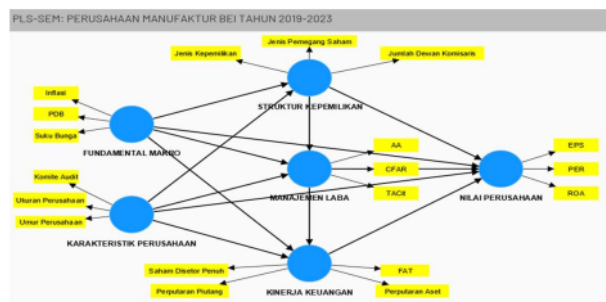 PLS-SEM: PERUSAHAAN MANUFAKTUR BEI TAHUN 2019-2023
Jenis Pemegang Saham
Jenis Kepemilikan
Jumlah Dewan Komisaris
STRUKTUR KEPEMILIKAN
Inflasi
PDB
Suku Bunga
FUNDAMENTAL MAKRO
AA
CFAR
TACit
MANAJEMEN LABA
EPS
PER
ROA
NILAI PERUSAHAAN
Komite Audit
Ukuran Perusahaan
Umur Perusahaan
KARAKTERISTIK PERUSAHAAN
Saham Disetor Penuh
FAT
Perputaran Piutang
Perputaran Aset
KINERJA KEUANGAN